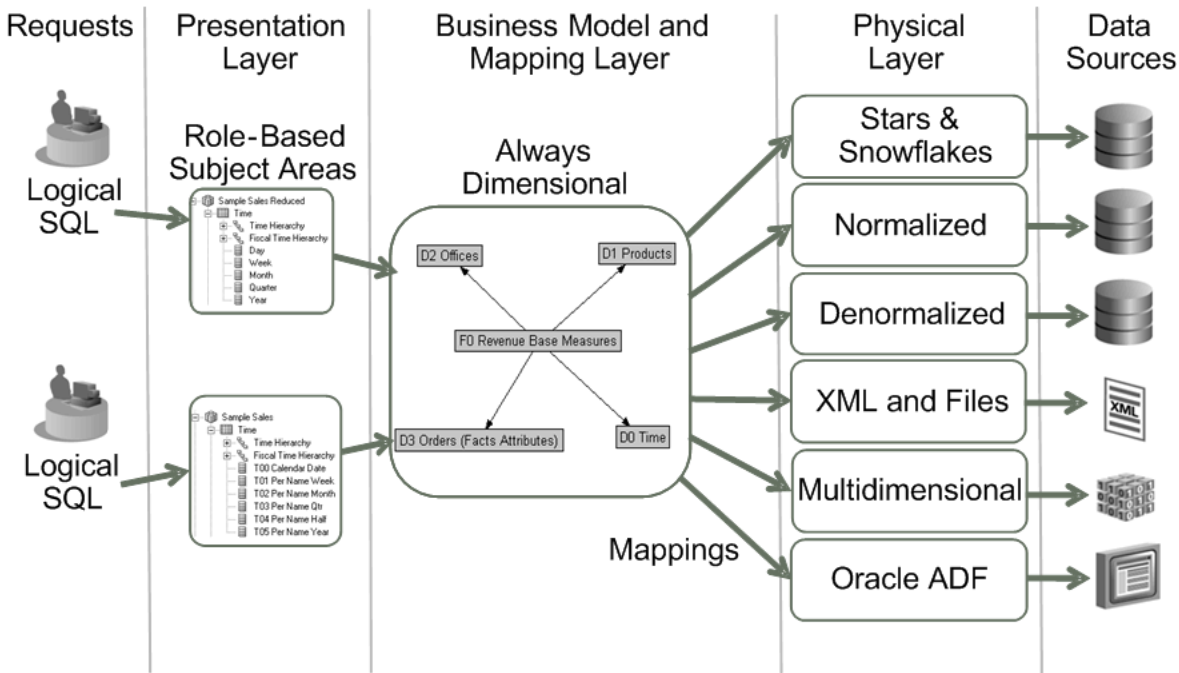 Requests
Presentation
Layer
Business Model and
Mapping Layer
Physical
Layer
Data
Sources
Logical
SQL
Role-Based
Subject Areas
Sample Sales Reduced
Time
Time Hierarchy
Fiscal Time Hierarchy
Day
Week
Month
Quarter
Year
Logical
SQL
Sample Sales
Time
Time Hierarchy
Fiscal Time Hierarchy
T00 Calendar Date
T01 Per Name Week
T02 Per Name Month
T03 Per Name Qtr
T04 Per Name Half
T05 Per Name Year
Always
Dimensional
D2 Offices
D1 Products
F0 Revenue Base Measures
D3 Orders (Facts Attributes)
D0 Time
Mappings
Stars &
Snowflakes
Normalized
Denormalized
XML and Files
XML
Multidimensional
Oracle ADF